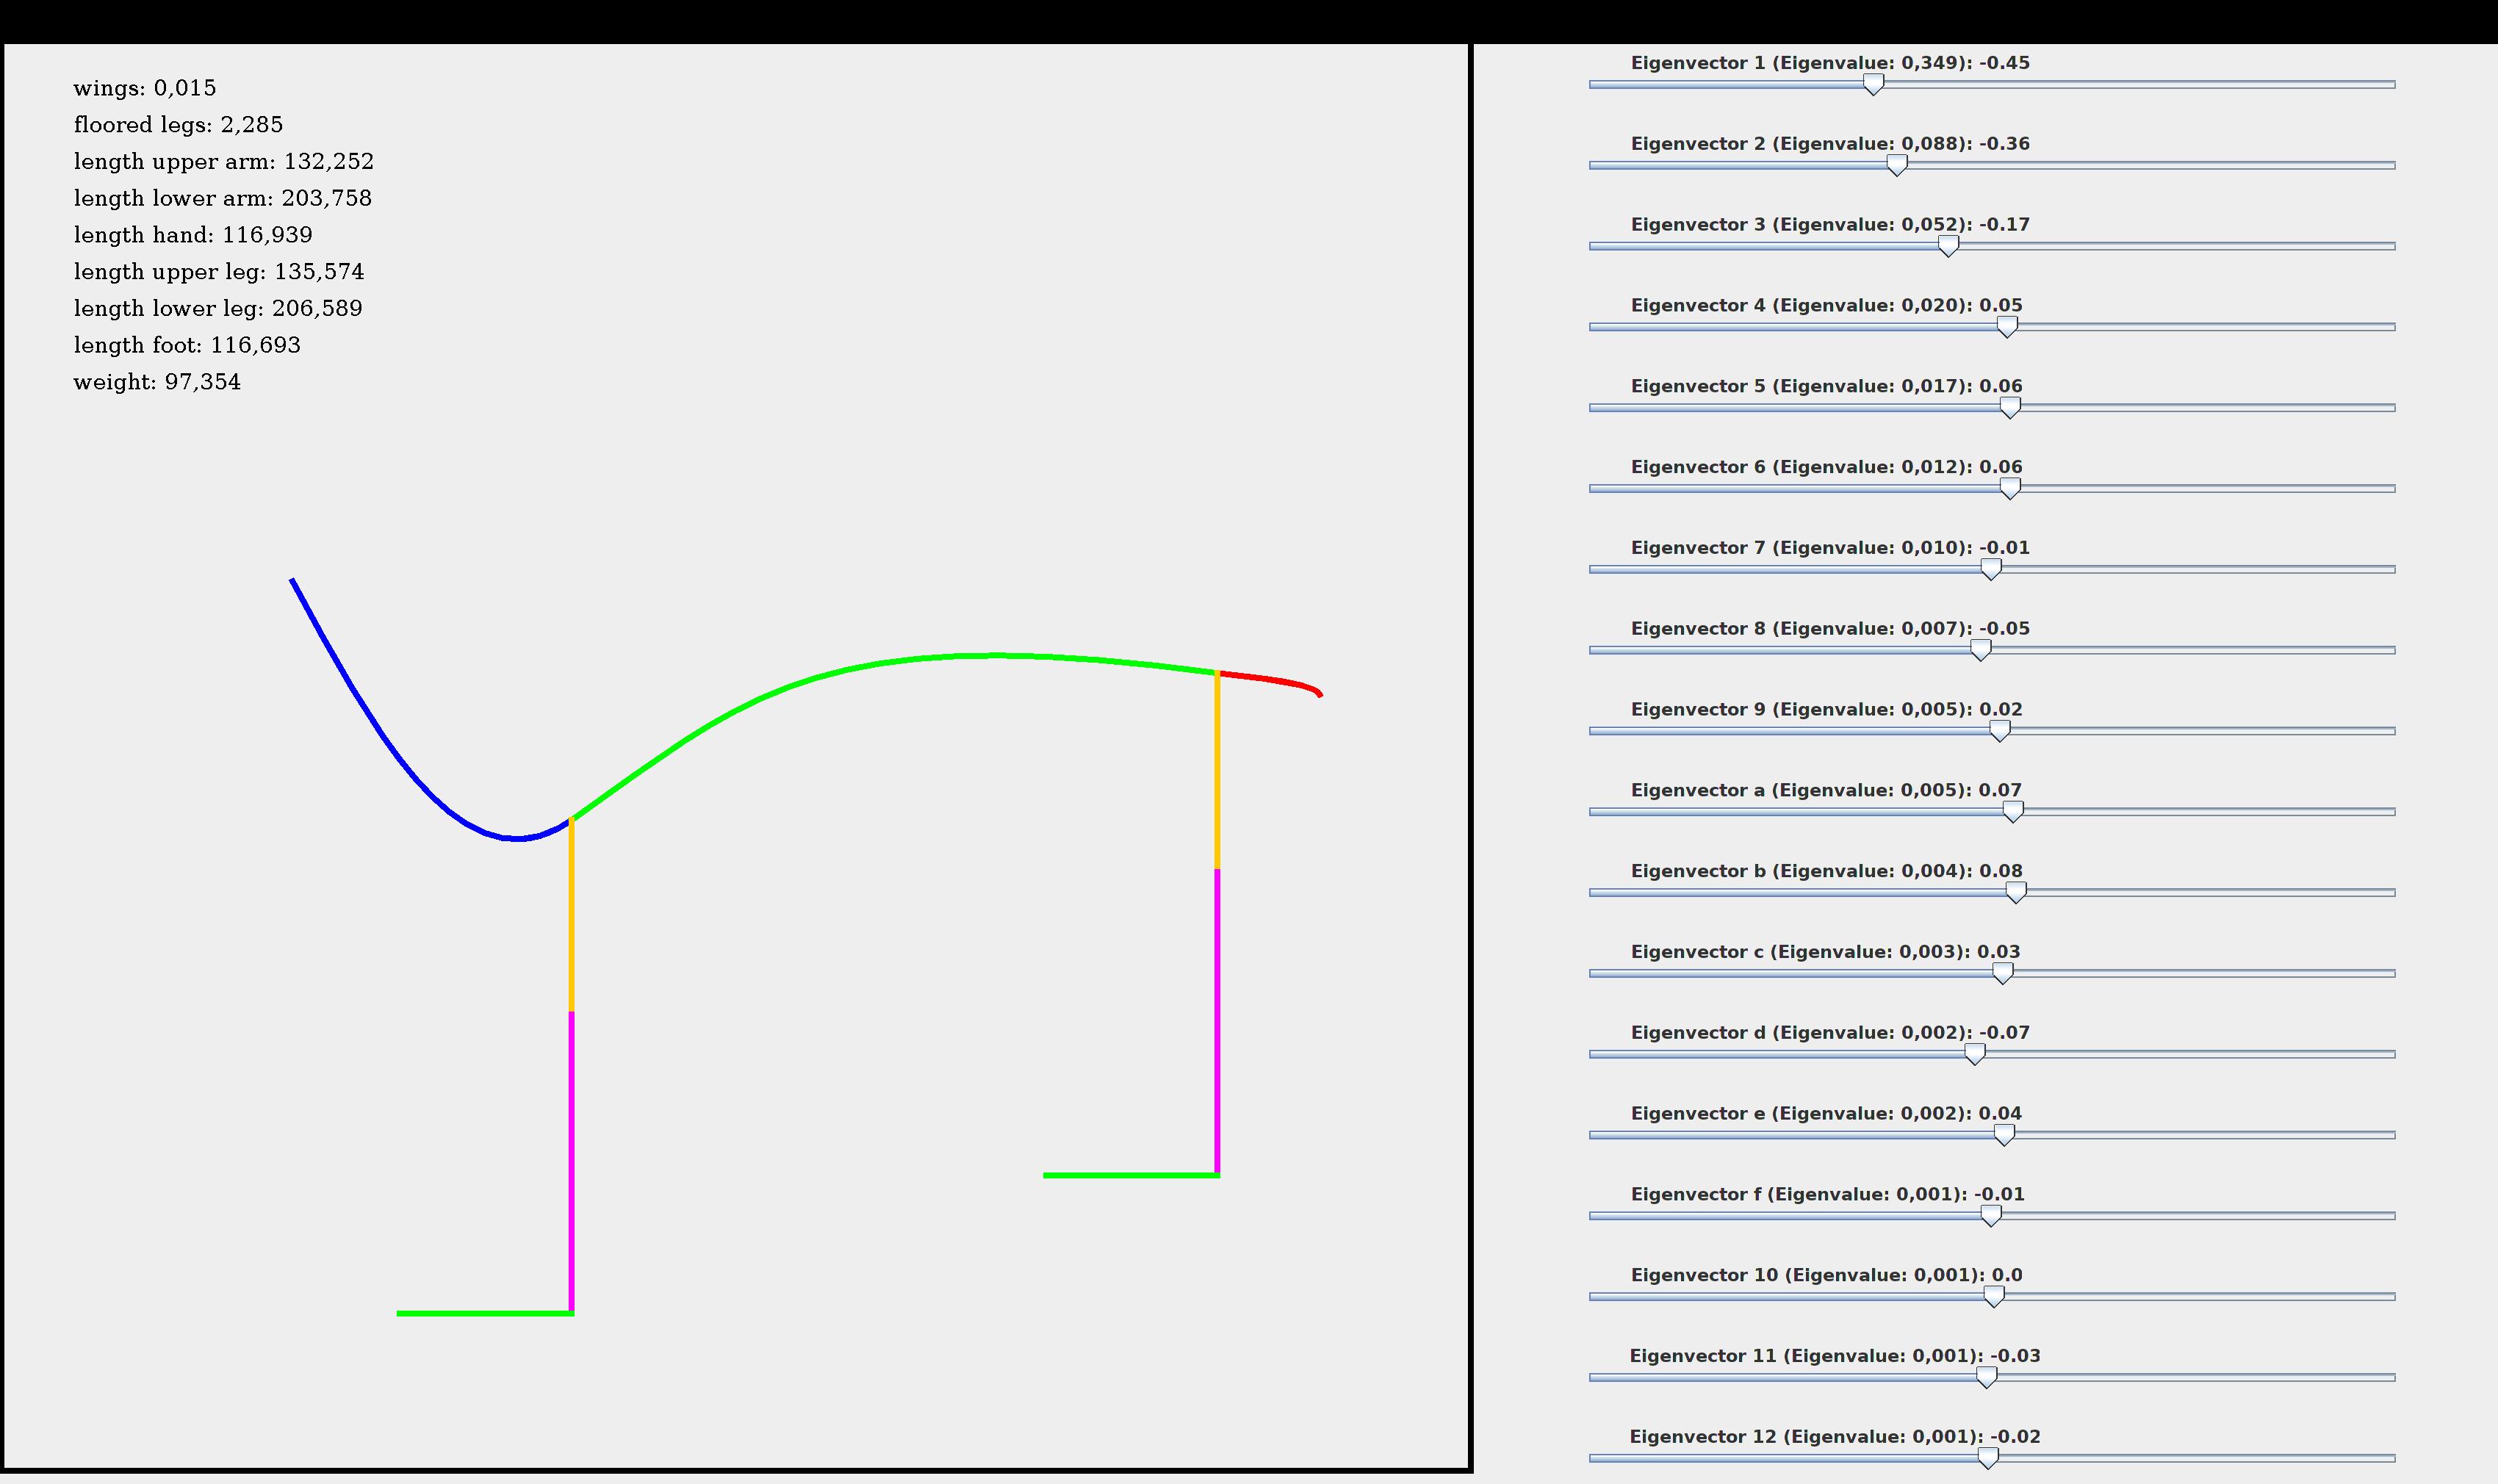 wings: 0,015
floored legs: 2,285
length upper arm: 132,252
length lower arm: 203,758
length hand: 116,939
length upper leg: 135,574
length lower leg: 206,589
length foot: 116,693
weight: 97,354
Eigenvector 1 (Eigenvalue: 0,349): -0.45
Eigenvector 2 (Eigenvalue: 0,088): -0.36
Eigenvector 3 (Eigenvalue: 0,052): -0.17
Eigenvector 4 (Eigenvalue: 0,020): 0.05
Eigenvector 5 (Eigenvalue: 0,017): 0.06
Eigenvector 6 (Eigenvalue: 0,012): 0.06
Eigenvector 7 (Eigenvalue: 0,010): -0.01
Eigenvector 8 (Eigenvalue: 0,007): -0.05
Eigenvector 9 (Eigenvalue: 0,005): 0.02
Eigenvector a (Eigenvalue: 0,005): 0.07
Eigenvector b (Eigenvalue: 0,004): 0.08
Eigenvector c (Eigenvalue: 0,003): 0.03
Eigenvector d (Eigenvalue: 0,002): -0.07
Eigenvector e (Eigenvalue: 0,002): 0.04
Eigenvector f (Eigenvalue: 0,001): -0.01
Eigenvector 10 (Eigenvalue: 0,001): 0.0
Eigenvector 11 (Eigenvalue: 0,001): -0.03
Eigenvector 12 (Eigenvalue: 0,001): -0.02